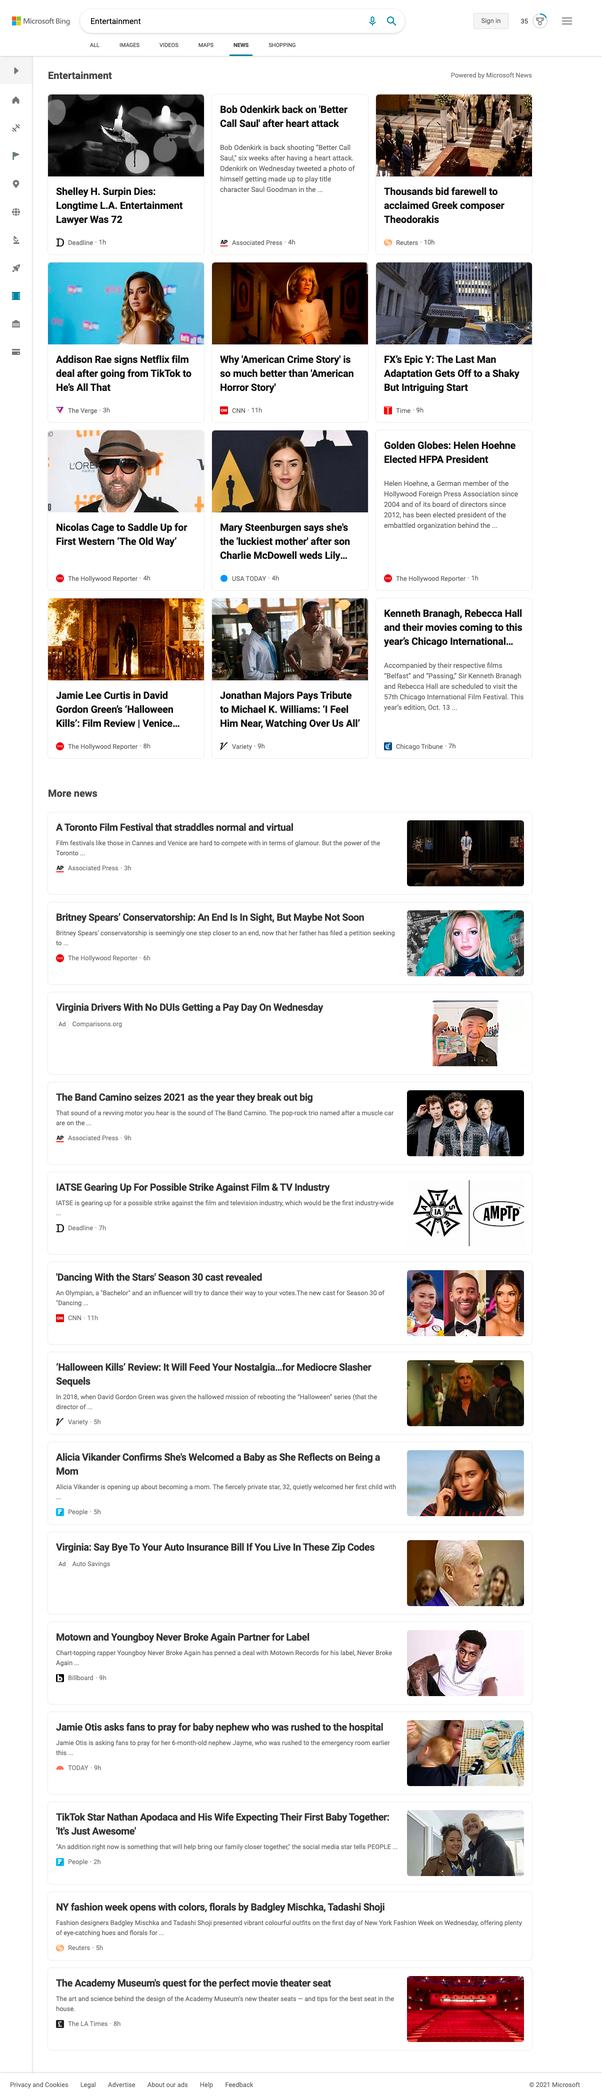 Microsoft Bing
Entertainment
Sign in
35
ALL
IMAGES
VIDEOS
MAPS
NEWS
SHOPPING
Entertainment
Powered by Microsoft News
Shelley H. Surpin Dies:
Longtime L.A. Entertainment
Lawyer Was 72
Deadline · 1h
Bob Odenkirk back on 'Better
Call Saul' after heart attack
Bob Odenkirk is back shooting "Better Call
Saul," six weeks after having a heart attack.
Odenkirk on Wednesday tweeted a photo of
himself getting made up to play title
character Saul Goodman in the ...
AP Associated Press · 4h
Thousands bid farewell to
acclaimed Greek composer
Theodorakis
Reuters · 10h
Addison Rae signs Netflix film
deal after going from TikTok to
He's All That
The Verge · 3h
Why 'American Crime Story' is
so much better than 'American
Horror Story'
CNN · 11h
FX's Epic Y: The Last Man
Adaptation Gets Off to a Shaky
But Intriguing Start
Time · 9h
L'ORÉ
tiff
Nicolas Cage to Saddle Up for
First Western 'The Old Way'
The Hollywood Reporter · 4h
Mary Steenburgen says she's
the 'luckiest mother' after son
Charlie McDowell weds Lily...
USA TODAY · 4h
Golden Globes: Helen Hoehne
Elected HFPA President
Helen Hoehne, a German member of the
Hollywood Foreign Press Association since
2004 and of its board of directors since
2012, has been elected president of the
embattled organization behind the ...
The Hollywood Reporter · 1h
Jamie Lee Curtis in David
Gordon Green's 'Halloween
Kills': Film Review | Venice...
The Hollywood Reporter · 8h
Jonathan Majors Pays Tribute
to Michael K. Williams: 'I Feel
Him Near, Watching Over Us All'
Variety · 9h
Kenneth Branagh, Rebecca Hall
and their movies coming to this
year's Chicago International...
Accompanied by their respective films
"Belfast" and "Passing," Sir Kenneth Branagh
and Rebecca Hall are scheduled to visit the
57th Chicago International Film Festival. This
year's edition, Oct. 13 ...
Chicago Tribune · 7h
More news
A Toronto Film Festival that straddles normal and virtual
Film festivals like those in Cannes and Venice are hard to compete with in terms of glamour. But the power of the
Toronto ...
AP Associated Press · 3h
Britney Spears' Conservatorship: An End Is In Sight, But Maybe Not Soon
Britney Spears' conservatorship is seemingly one step closer to an end, now that her father has filed a petition seeking
to ...
The Hollywood Reporter · 6h
Virginia Drivers With No DUIs Getting a Pay Day On Wednesday
Ad Comparisons.org
The Band Camino seizes 2021 as the year they break out big
That sound of a revving motor you hear is the sound of The Band Camino. The pop-rock trio named after a muscle car
are on the ...
AP Associated Press · 9h
IATSE Gearing Up For Possible Strike Against Film & TV Industry
IATSE is gearing up for a possible strike against the film and television industry, which would be the first industry-wide
...
Deadline · 7h
IATSE
AMPTP
'Dancing With the Stars' Season 30 cast revealed
An Olympian, a "Bachelor" and an influencer will try to dance their way to your votes.The new cast for Season 30 of
"Dancing ...
CNN · 11h
'Halloween Kills' Review: It Will Feed Your Nostalgia...for Mediocre Slasher
Sequels
In 2018, when David Gordon Green was given the hallowed mission of rebooting the "Halloween" series (that the
director of ...
Variety · 5h
Alicia Vikander Confirms She's Welcomed a Baby as She Reflects on Being a
Mom
Alicia Vikander is opening up about becoming a mom. The fiercely private star, 32, quietly welcomed her first child with
...
People · 5h
Virginia: Say Bye To Your Auto Insurance Bill If You Live In These Zip Codes
Ad Auto Savings
Motown and Youngboy Never Broke Again Partner for Label
Chart-topping rapper Youngboy Never Broke Again has penned a deal with Motown Records for his label, Never Broke
Again ...
Billboard · 9h
Jamie Otis asks fans to pray for baby nephew who was rushed to the hospital
Jamie Otis is asking fans to pray for her 6-month-old nephew Jayme, who was rushed to the emergency room earlier
this ...
TODAY · 9h
TikTok Star Nathan Apodaca and His Wife Expecting Their First Baby Together:
'It's Just Awesome'
"An addition right now is something that will help bring our family closer together," the social media star tells PEOPLE ...
People · 2h
NY fashion week opens with colors, florals by Badgley Mischka, Tadashi Shoji
Fashion designers Badgley Mischka and Tadashi Shoji presented vibrant colourful outfits on the first day of New York Fashion Week on Wednesday, offering plenty
of eye-catching hues and florals for ...
Reuters · 5h
The Academy Museum's quest for the perfect movie theater seat
The art and science behind the design of the Academy Museum's new theater seats — and tips for the best seat in the
house.
The LA Times · 8h
Privacy and Cookies
Legal
Advertise
About our ads
Help
Feedback
© 2021 Microsoft